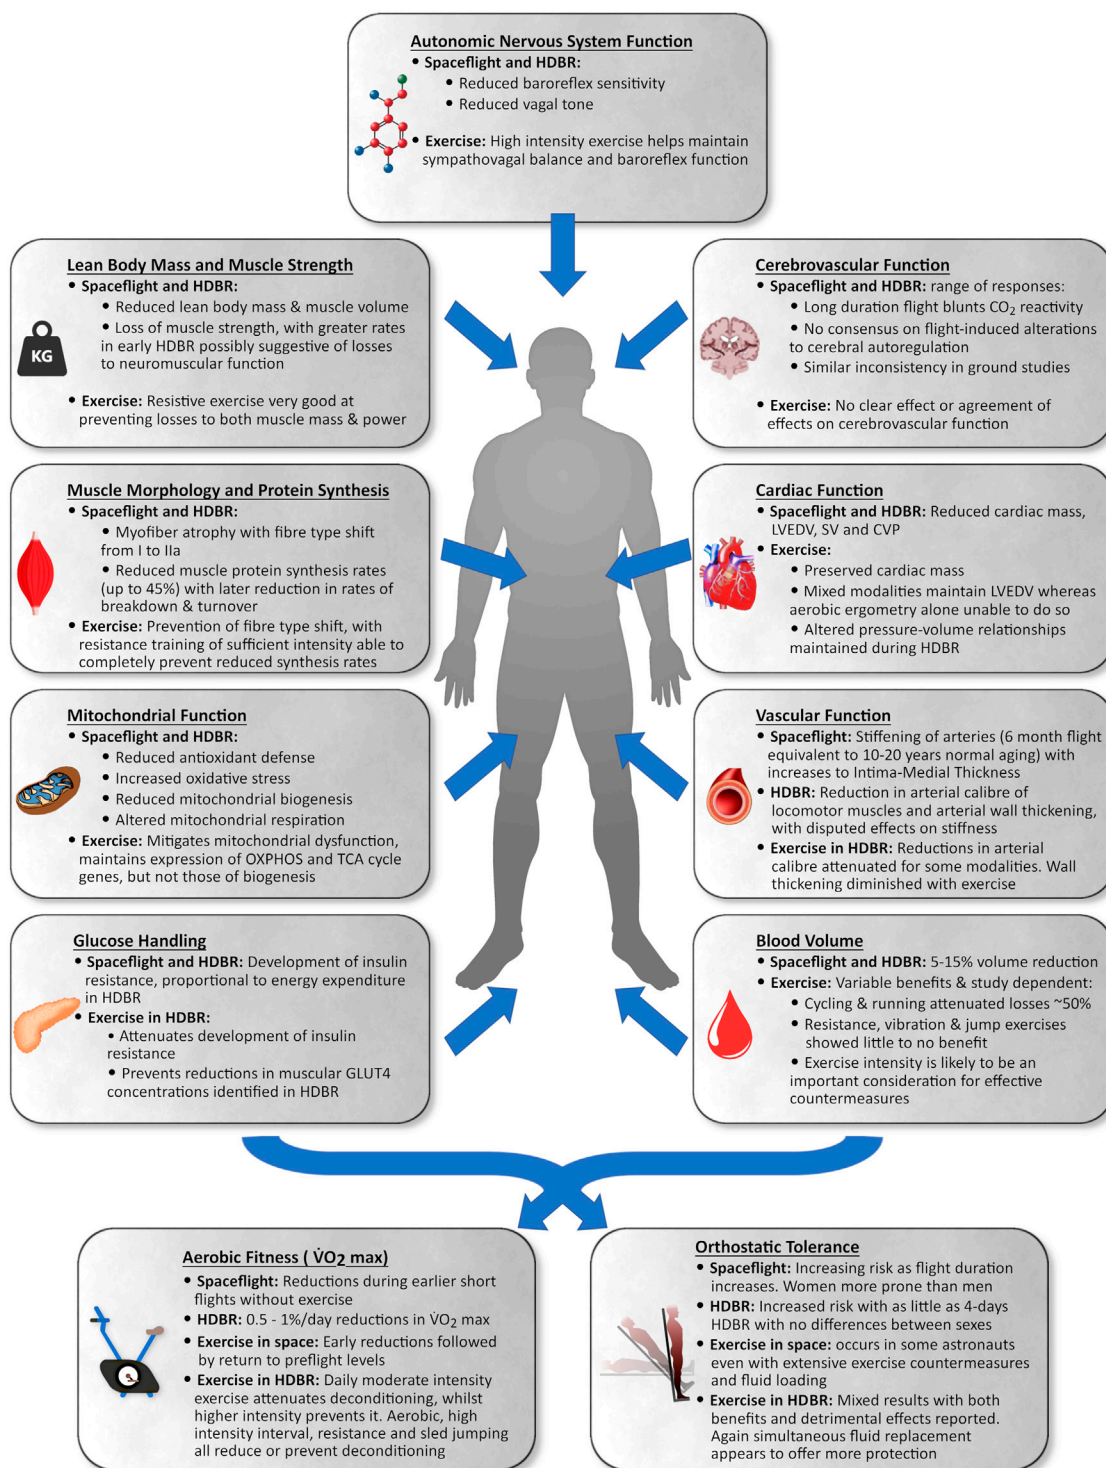 Autonomic Nervous System Function
• Spaceflight and HDBR:
• Reduced baroreflex sensitivity
• Reduced vagal tone
• Exercise: High intensity exercise helps maintain
sympathovagal balance and baroreflex function
Lean Body Mass and Muscle Strength
• Spaceflight and HDBR:
• Reduced lean body mass & muscle volume
• Loss of muscle strength, with greater rates
in early HDBR possibly suggestive of losses
to neuromuscular function
• Exercise: Resistive exercise very good at
preventing losses to both muscle mass & power
KG
Cerebrovascular Function
• Spaceflight and HDBR: range of responses:
• Long duration flight blunts CO2 reactivity
• No consensus on flight-induced alterations
to cerebral autoregulation
• Similar inconsistency in ground studies
• Exercise: No clear effect or agreement of
effects on cerebrovascular function
Muscle Morphology and Protein Synthesis
• Spaceflight and HDBR:
• Myofiber atrophy with fibre type shift
from I to IIa
• Reduced muscle protein synthesis rates
(up to 45%) with later reduction in rates of
breakdown & turnover
• Exercise: Prevention of fibre type shift, with
resistance training of sufficient intensity able to
completely prevent reduced synthesis rates
Cardiac Function
• Spaceflight and HDBR: Reduced cardiac mass,
LVEDV, SV and CVP
• Exercise:
• Preserved cardiac mass
• Mixed modalities maintain LVEDV whereas
aerobic ergometry alone unable to do so
• Altered pressure-volume relationships
maintained during HDBR
Mitochondrial Function
• Spaceflight and HDBR:
• Reduced antioxidant defense
• Increased oxidative stress
• Reduced mitochondrial biogenesis
• Altered mitochondrial respiration
• Exercise: Mitigates mitochondrial dysfunction,
maintains expression of OXPHOS and TCA cycle
genes, but not those of biogenesis
Vascular Function
• Spaceflight: Stiffening of arteries (6 month flight
equivalent to 10-20 years normal aging) with
increases to Intima-Medial Thickness
• HDBR: Reduction in arterial calibre of
locomotor muscles and arterial wall thickening,
with disputed effects on stiffness
• Exercise in HDBR: Reductions in arterial
calibre attenuated for some modalities. Wall
thickening diminished with exercise
Glucose Handling
• Spaceflight and HDBR: Development of insulin
resistance, proportional to energy expenditure
in HDBR
• Exercise in HDBR:
• Attenuates development of insulin
resistance
• Prevents reductions in muscular GLUT4
concentrations identified in HDBR
Blood Volume
• Spaceflight and HDBR: 5-15% volume reduction
• Exercise: Variable benefits & study dependent:
• Cycling & running attenuated losses ~50%
• Resistance, vibration & jump exercises
showed little to no benefit
• Exercise intensity is likely to be an
important consideration for effective
countermeasures
Aerobic Fitness ( V̇O2 max)
• Spaceflight: Reductions during earlier short
flights without exercise
• HDBR: 0.5 - 1%/day reductions in V̇O2 max
• Exercise in space: Early reductions followed
by return to preflight levels
• Exercise in HDBR: Daily moderate intensity
exercise attenuates deconditioning, whilst
higher intensity prevents it. Aerobic, high
intensity interval, resistance and sled jumping
all reduce or prevent deconditioning
Orthostatic Tolerance
• Spaceflight: Increasing risk as flight duration
increases. Women more prone than men
• HDBR: Increased risk with as little as 4-days
HDBR with no differences between sexes
• Exercise in space: occurs in some astronauts
even with extensive exercise countermeasures
and fluid loading
• Exercise in HDBR: Mixed results with both
benefits and detrimental effects reported.
Again simultaneous fluid replacement
appears to offer more protection